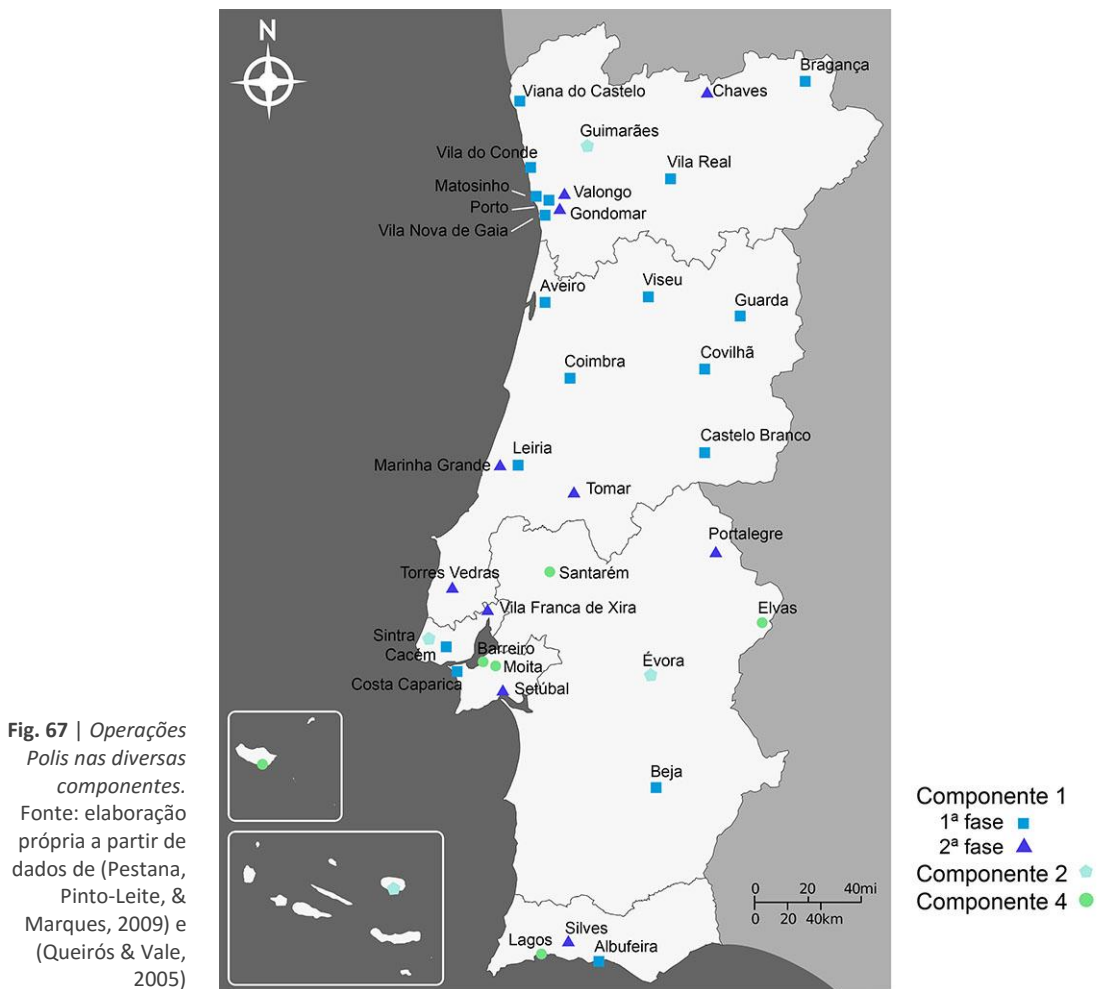 N
Bragança
Viana do Castelo
Chaves
Guimarães
Vila do Conde
Vila Real
Matosinho
Valongo
Porto
Gondomar
Vila Nova de Gaia
Aveiro
Viseu
Guarda
Coimbra
Covilhã
Castelo Branco
Leiria
Marinha Grande
Tomar
Portalegre
Torres Vedras
Santarém
Vila Franca de Xira
Elvas
Sintra
Cacém
Barreiro
Moita
Évora
Costa Caparica
Setúbal
Beja
Silves
Lagos
Albufeira
0 20 40mi
0 20 40km
Componente 1
1ª fase
2ª fase
Componente 2
Componente 4
Fig. 67 | Operações
Polis nas diversas
componentes.
Fonte: elaboração
própria a partir de
dados de (Pestana,
Pinto-Leite, &
Marques, 2009) e
(Queirós & Vale,
2005)